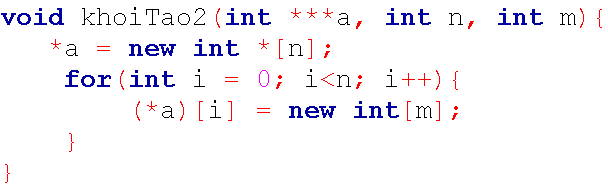 void khoiTao2(int ***a, int n, int m){
   *a = new int *[n];
    for(int i = 0; i<n; i++){
        (*a)[i] = new int[m];
    }
}